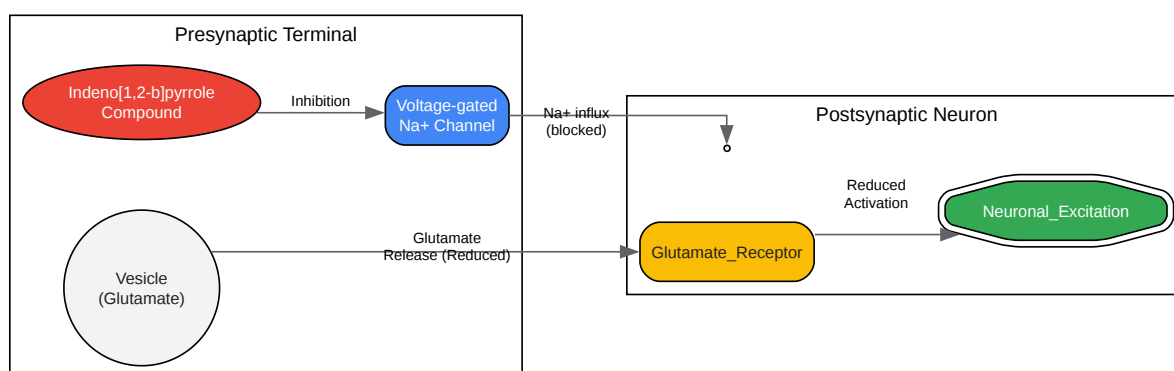 Presynaptic Terminal
Indeno[1,2-b]pyrrole
Compound
Inhibition
Voltage-gated
Na+ Channel
Na+ influx
(blocked)
Postsynaptic Neuron
Reduced
Activation
Neuronal_Excitation
Glutamate
Release (Reduced)
Glutamate_Receptor
Vesicle
(Glutamate)